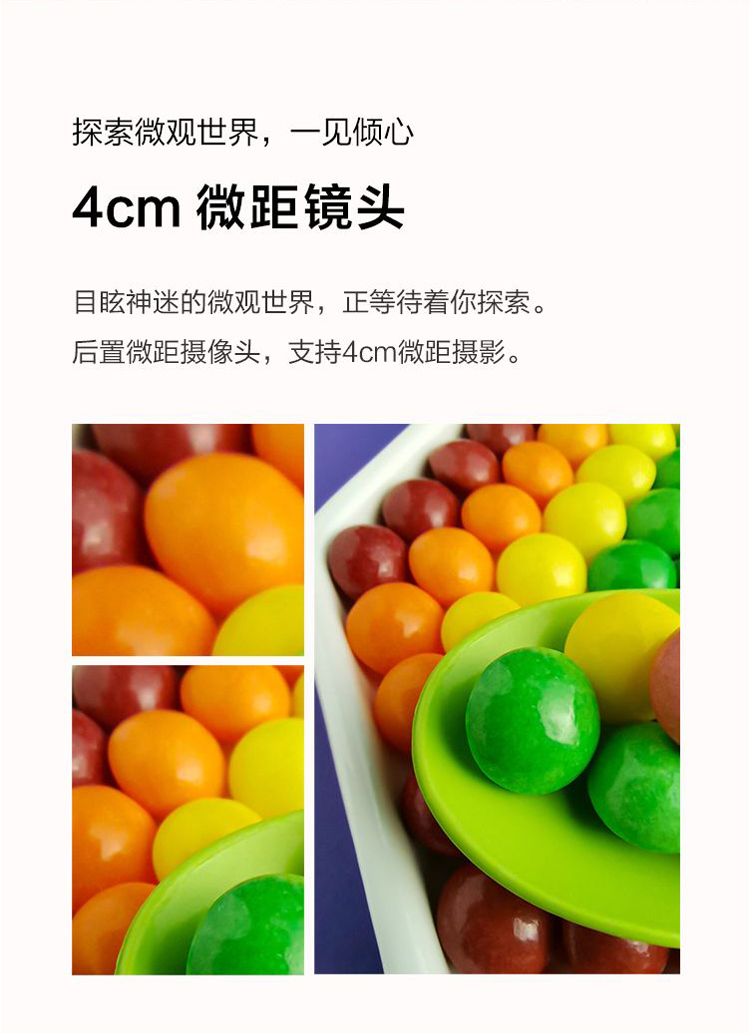 探索微观世界，一见倾心
4cm 微距镜头
目眩神迷的微观世界，正等待着你探索。
后置微距摄像头，支持4cm微距摄影。